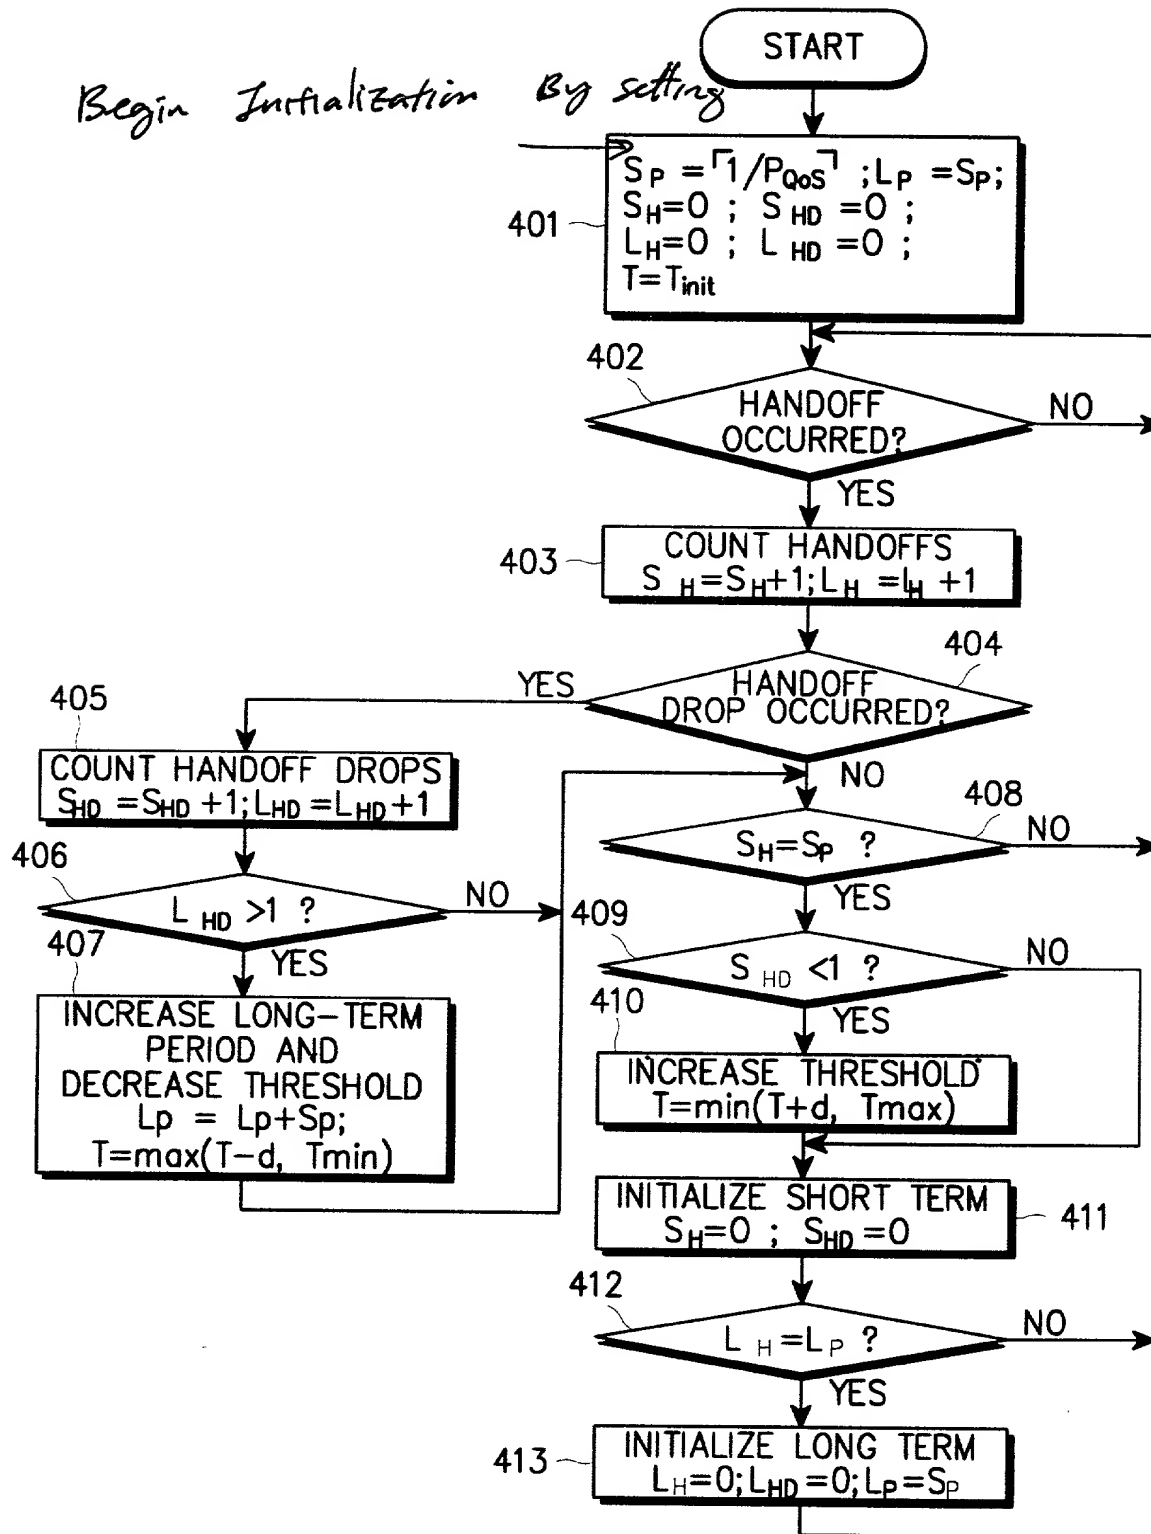 START
Begin Initialization By setting
S_P = ⌈1/P_QoS⌉ ; L_P = S_P;
S_H=0 ; S_HD =0 ;
401
L_H=0 ; L_HD =0 ;
T=T_init
402
HANDOFF
OCCURRED?
NO
YES
COUNT HANDOFFS
403
S_H=S_H+1; L_H =L_H +1
404
YES
HANDOFF
DROP OCCURRED?
405
NO
COUNT HANDOFF DROPS
S_HD =S_HD +1; L_HD =L_HD +1
408
S_H=S_P ?
NO
YES
406
L_HD >1 ?
NO
YES
409
S_HD <1 ?
NO
YES
407
INCREASE LONG-TERM
PERIOD AND
DECREASE THRESHOLD
Lp = Lp+Sp;
T=max(T-d, Tmin)
410
INCREASE THRESHOLD
T=min(T+d, Tmax)
INITIALIZE SHORT TERM
S_H=0 ; S_HD =0
411
412
L_H =L_P ?
NO
YES
413
INITIALIZE LONG TERM
L_H=0; L_HD=0; L_P=S_P